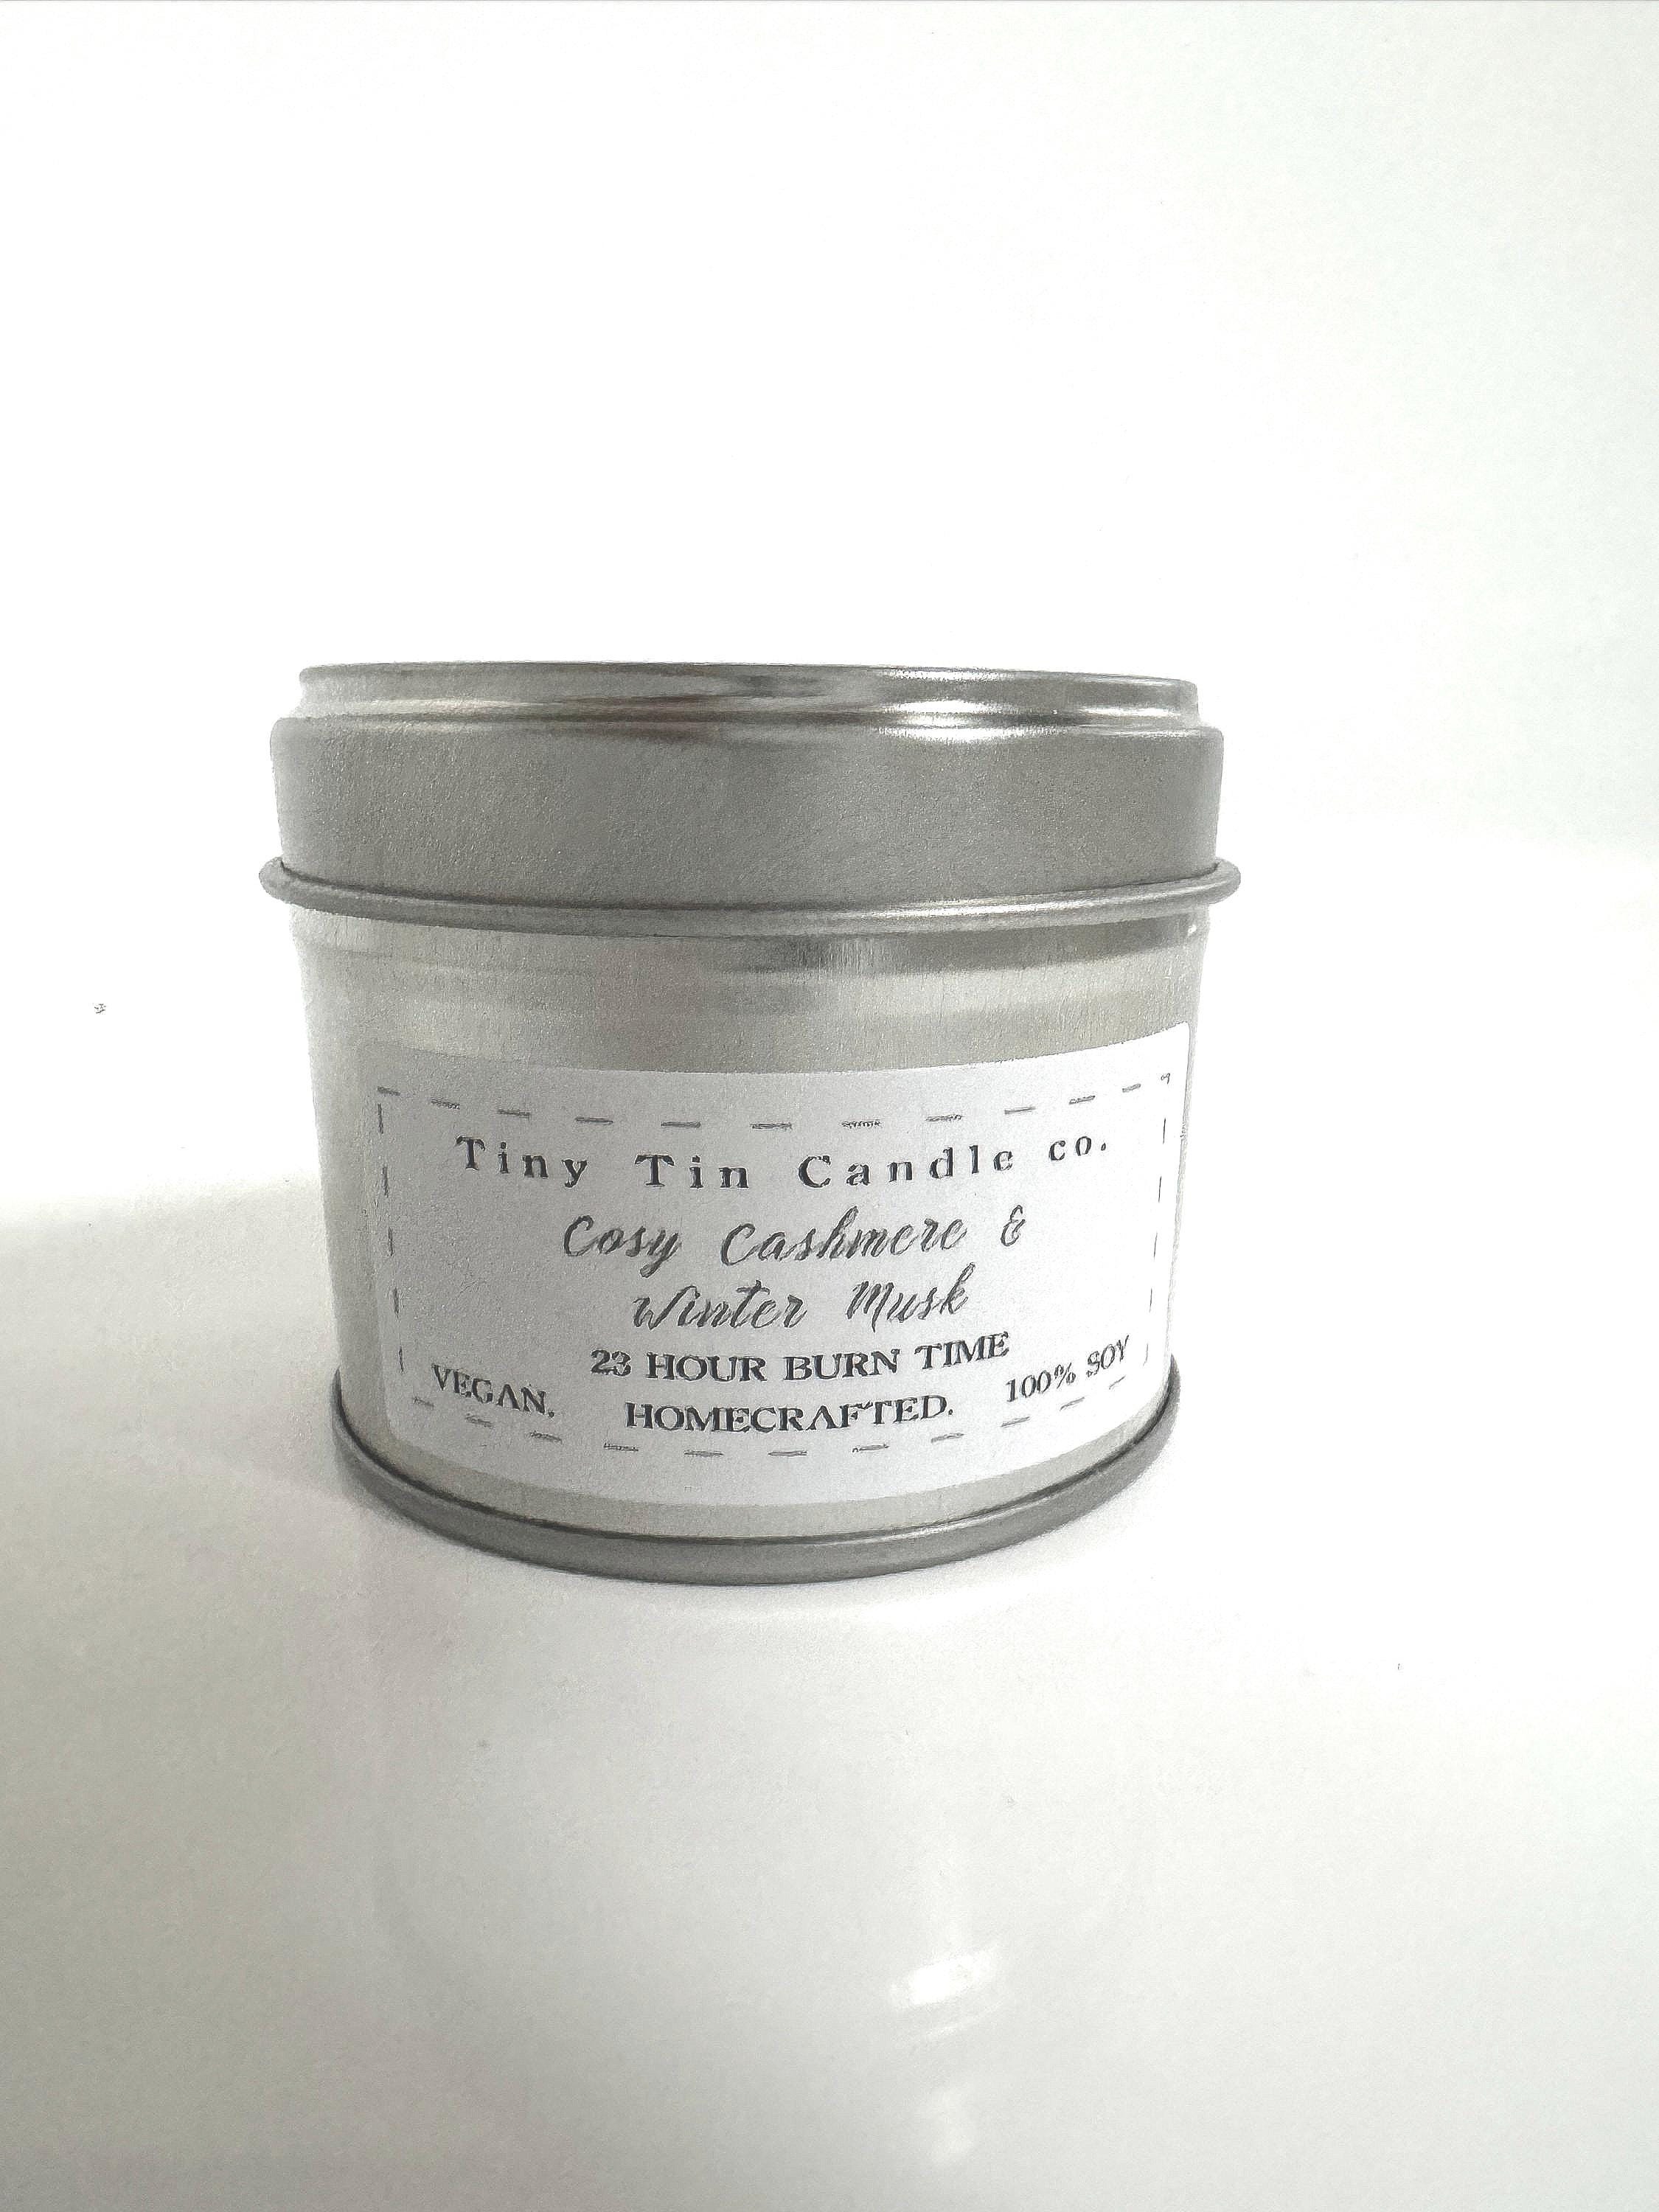 Tiny Tin Candle co.
Cosy Cashmere &
Winter Musk
23 HOUR BURN TIME
VEGAN. HOMECRAFTED. 100% SOY